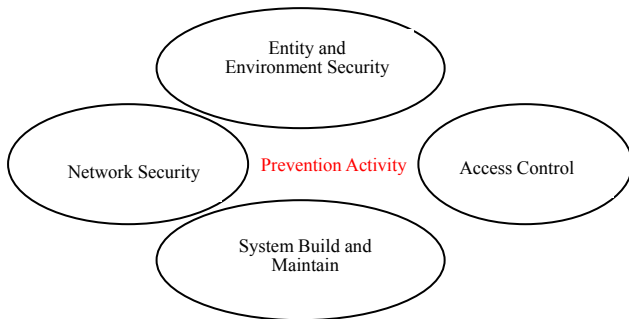 Entity and
Environment Security
Network Security
Prevention Activity
Access Control
System Build and
Maintain